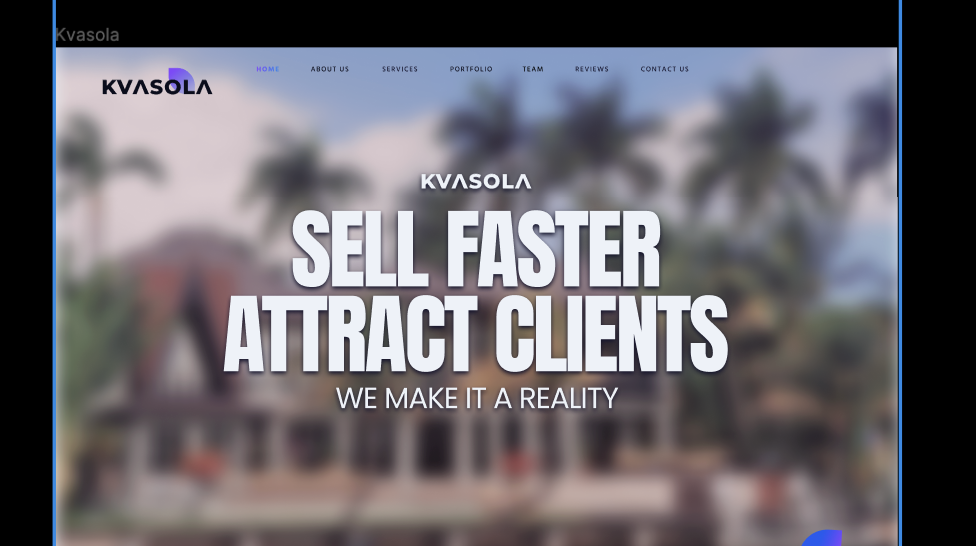 Kvasola
HOME ABOUT US SERVICES PORTFOLIO TEAM REVIEWS CONTACT US
KVASOLA
KVASOLA
SELL FASTER
ATTRACT CLIENTS
WE MAKE IT A REALITY